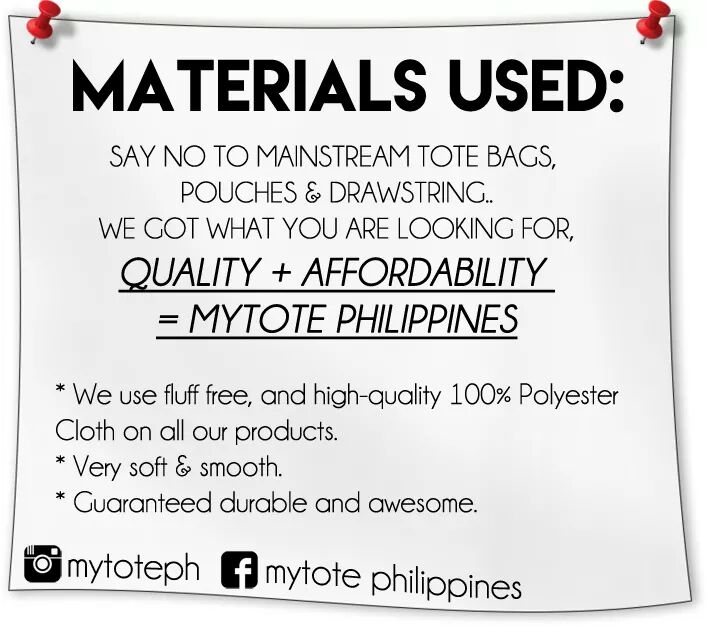 MATERIALS USED:
SAY NO TO MAINSTREAM TOTE BAGS,
POUCHES & DRAWSTRING..
WE GOT WHAT YOU ARE LOOKING FOR,
QUALITY + AFFORDABILITY
= MYTOTE PHILIPPINES
* We use fluff free, and high-quality 100% Polyester
Cloth on all our products.
* Very soft & smooth.
* Guaranteed durable and awesome.
mytoteph mytote philippines